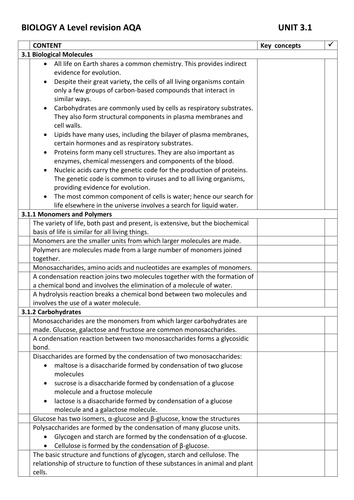 BIOLOGY A Level revision AQA UNIT 3.1
CONTENT Key concepts ✓
3.1 Biological Molecules
• All life on Earth shares a common chemistry. This provides indirect
evidence for evolution.
• Despite their great variety, the cells of all living organisms contain
only a few groups of carbon-based compounds that interact in
similar ways.
• Carbohydrates are commonly used by cells as respiratory substrates.
They also form structural components in plasma membranes and
cell walls.
• Lipids have many uses, including the bilayer of plasma membranes,
certain hormones and as respiratory substrates.
• Proteins form many cell structures. They are also important as
enzymes, chemical messengers and components of the blood.
• Nucleic acids carry the genetic code for the production of proteins.
The genetic code is common to viruses and to all living organisms,
providing evidence for evolution.
• The most common component of cells is water; hence our search for
life elsewhere in the universe involves a search for liquid water.
3.1.1 Monomers and Polymers
The variety of life, both past and present, is extensive, but the biochemical
basis of life is similar for all living things.
Monomers are the smaller units from which larger molecules are made.
Polymers are molecules made from a large number of monomers joined
together.
Monosaccharides, amino acids and nucleotides are examples of monomers.
A condensation reaction joins two molecules together with the formation of
a chemical bond and involves the elimination of a molecule of water.
A hydrolysis reaction breaks a chemical bond between two molecules and
involves the use of a water molecule.
3.1.2 Carbohydrates
Monosaccharides are the monomers from which larger carbohydrates are
made. Glucose, galactose and fructose are common monosaccharides.
A condensation reaction between two monosaccharides forms a glycosidic
bond.
Disaccharides are formed by the condensation of two monosaccharides:
• maltose is a disaccharide formed by condensation of two glucose
molecules
• sucrose is a disaccharide formed by condensation of a glucose
molecule and a fructose molecule
• lactose is a disaccharide formed by condensation of a glucose
molecule and a galactose molecule.
Glucose has two isomers, α-glucose and β-glucose, know the structures
Polysaccharides are formed by the condensation of many glucose units.
• Glycogen and starch are formed by the condensation of α-glucose.
• Cellulose is formed by the condensation of β-glucose.
The basic structure and functions of glycogen, starch and cellulose. The
relationship of structure to function of these substances in animal and plant
cells.